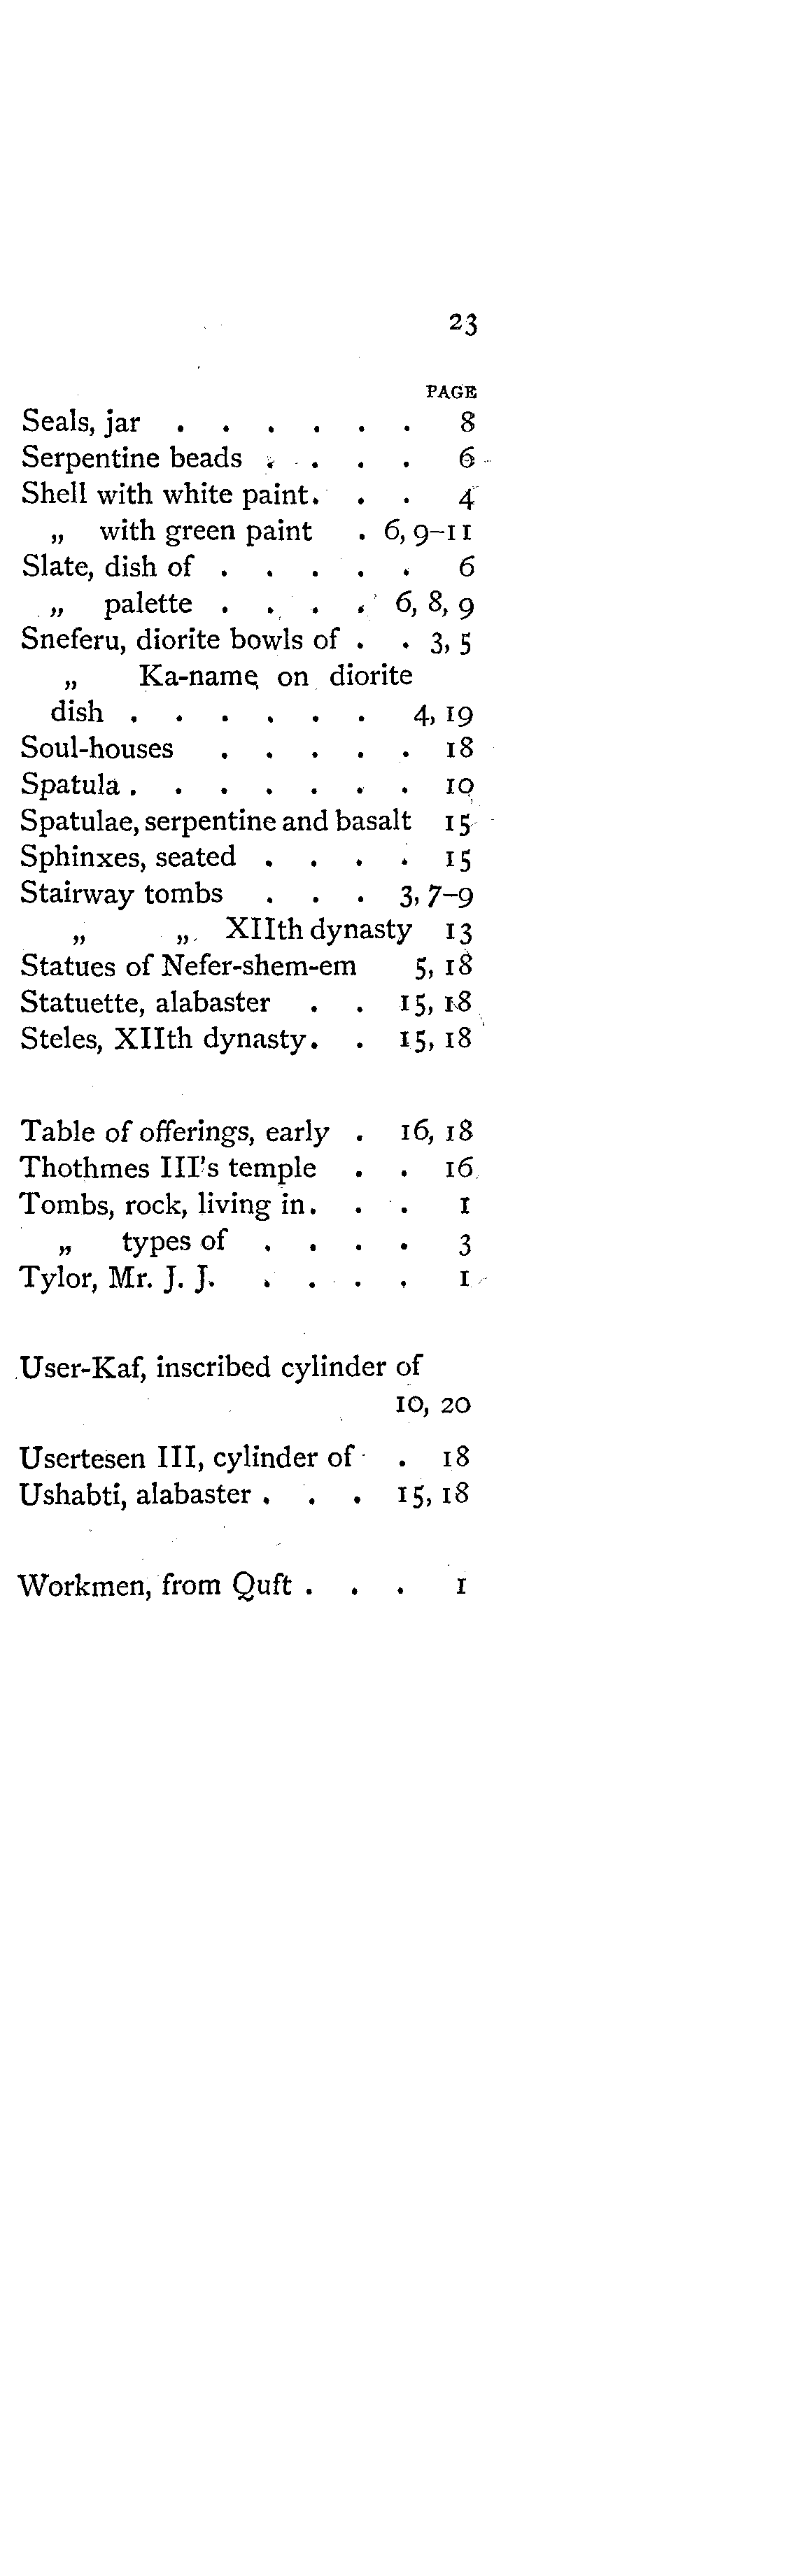 23
PAGE
Seals, jar . . . . . . 8
Serpentine beads . . . . 6
Shell with white paint . . . 4
„ with green paint . 6, 9–11
Slate, dish of . . . . . 6
„ palette . . . . 6, 8, 9
Sneferu, diorite bowls of . . 3, 5
„ Ka-name on diorite
dish . . . . . . 4, 19
Soul-houses . . . . . 18
Spatula . . . . . . . 10
Spatulae, serpentine and basalt 15
Sphinxes, seated . . . . 15
Stairway tombs . . . 3, 7–9
„ „ XIIth dynasty 13
Statues of Nefer-shem-em 5, 18
Statuette, alabaster . . 15, 18
Steles, XIIth dynasty . . 15, 18
Table of offerings, early . 16, 18
Thothmes III's temple . . 16
Tombs, rock, living in . . . 1
„ types of . . . . 3
Tylor, Mr. J. J. . . . . 1
User-Kaf, inscribed cylinder of
10, 20
Usertesen III, cylinder of . 18
Ushabti, alabaster . . . 15, 18
Workmen, from Quft . . . 1